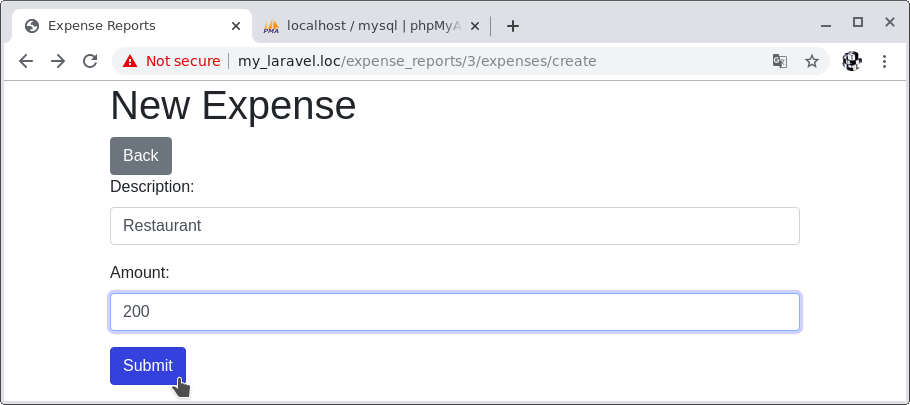 Expense Reports
localhost / mysql | phpMyA
Not secure my_laravel.loc/expense_reports/3/expenses/create
New Expense
Back
Description:
Restaurant
Amount:
200
Submit